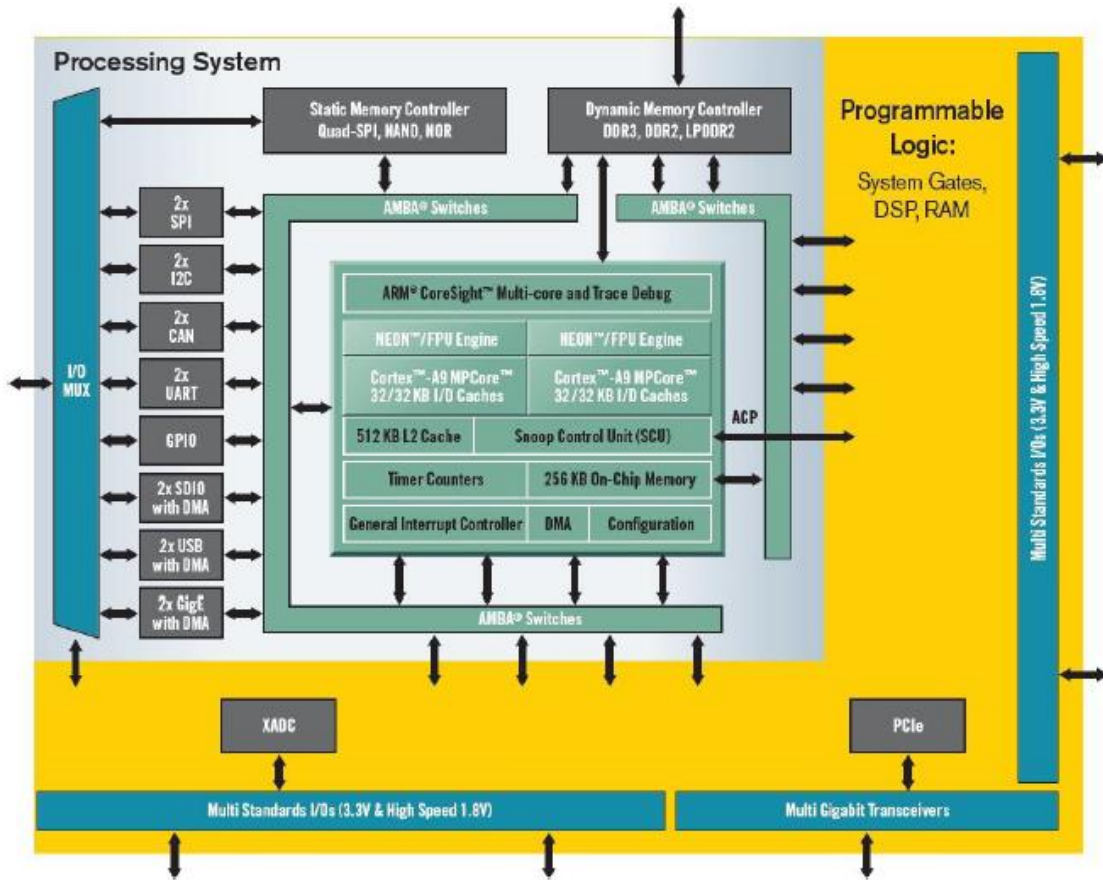 Processing System
Static Memory Controller
Quad-SPI, NAND, NOR
Dynamic Memory Controller
DDR3, DDR2, LPDDR2
Programmable
Logic:
System Gates,
DSP, RAM
AMBA® Switches
AMBA® Switches
2x
SPI
2x
I2C
2x
CAN
2x
UART
GPIO
2x SDIO
with DMA
2x USB
with DMA
2x GigE
with DMA
I/O
MUX
ARM® CoreSight™ Multi-core and Trace Debug
NEON™/FPU Engine
NEON™/FPU Engine
Cortex™-A9 MPCore™
32/32 KB I/D Caches
Cortex™-A9 MPCore™
32/32 KB I/D Caches
512 KB L2 Cache
Snoop Control Unit (SCU)
ACP
Timer Counters
256 KB On-Chip Memory
General Interrupt Controller
DMA
Configuration
AMBA® Switches
Multi Standards I/Os (3.3V & High Speed 1.8V)
XADC
PCIe
Multi Standards I/Os (3.3V & High Speed 1.8V)
Multi Gigabit Transceivers